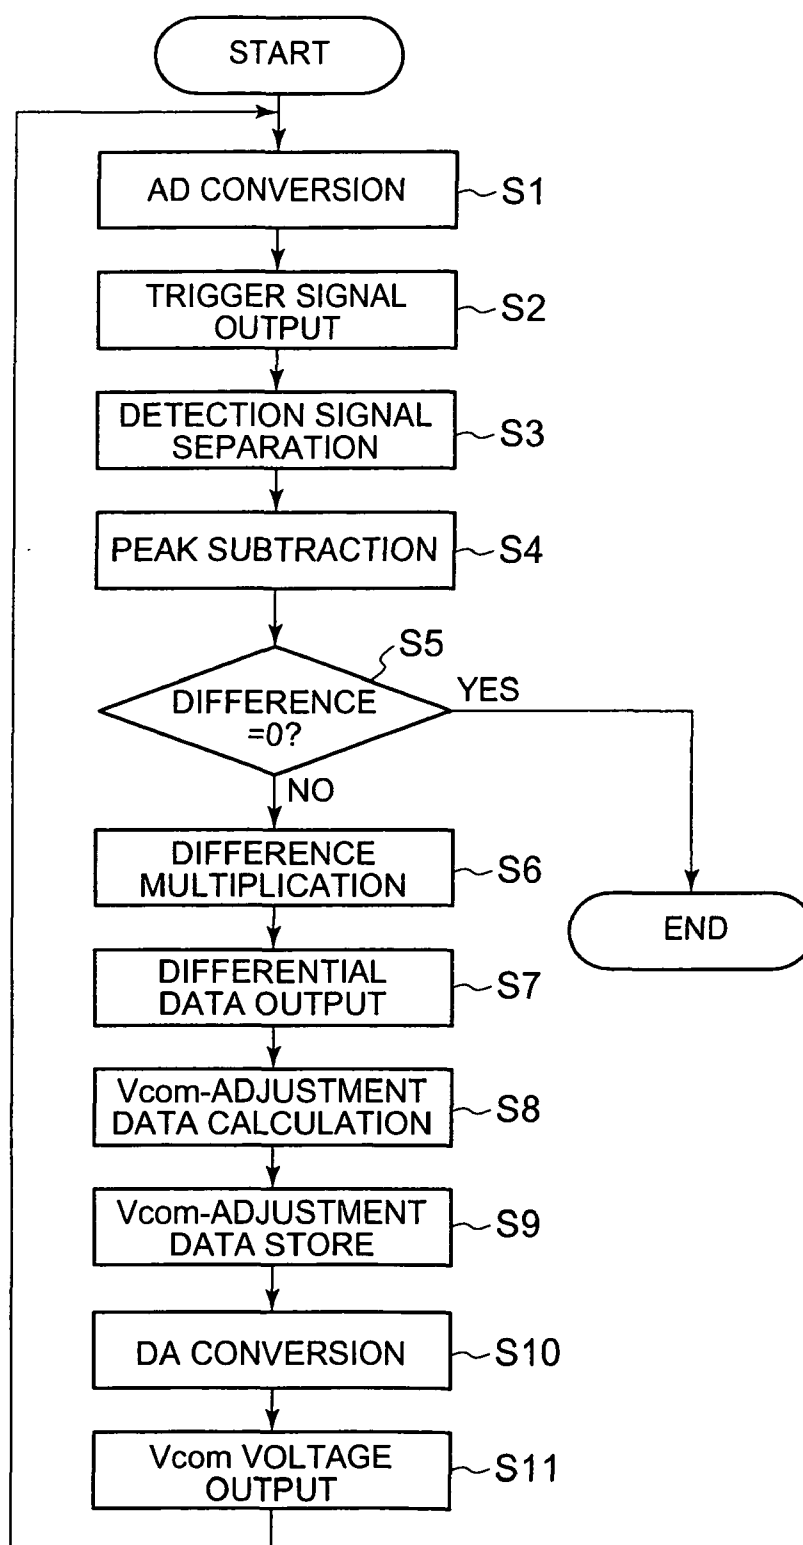 START
AD CONVERSION
S1
TRIGGER SIGNAL
OUTPUT
S2
DETECTION SIGNAL
SEPARATION
S3
PEAK SUBTRACTION
S4
S5
DIFFERENCE
=0?
YES
NO
DIFFERENCE
MULTIPLICATION
S6
END
DIFFERENTIAL
DATA OUTPUT
S7
Vcom-ADJUSTMENT
DATA CALCULATION
S8
Vcom-ADJUSTMENT
DATA STORE
S9
DA CONVERSION
S10
Vcom VOLTAGE
OUTPUT
S11